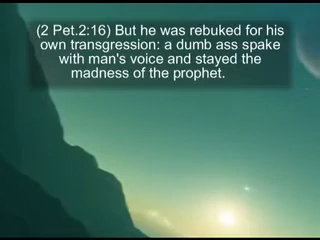 (2 Pet.2:16) But he was rebuked for his
own transgression: a dumb ass spake
with man's voice and stayed the
madness of the prophet.